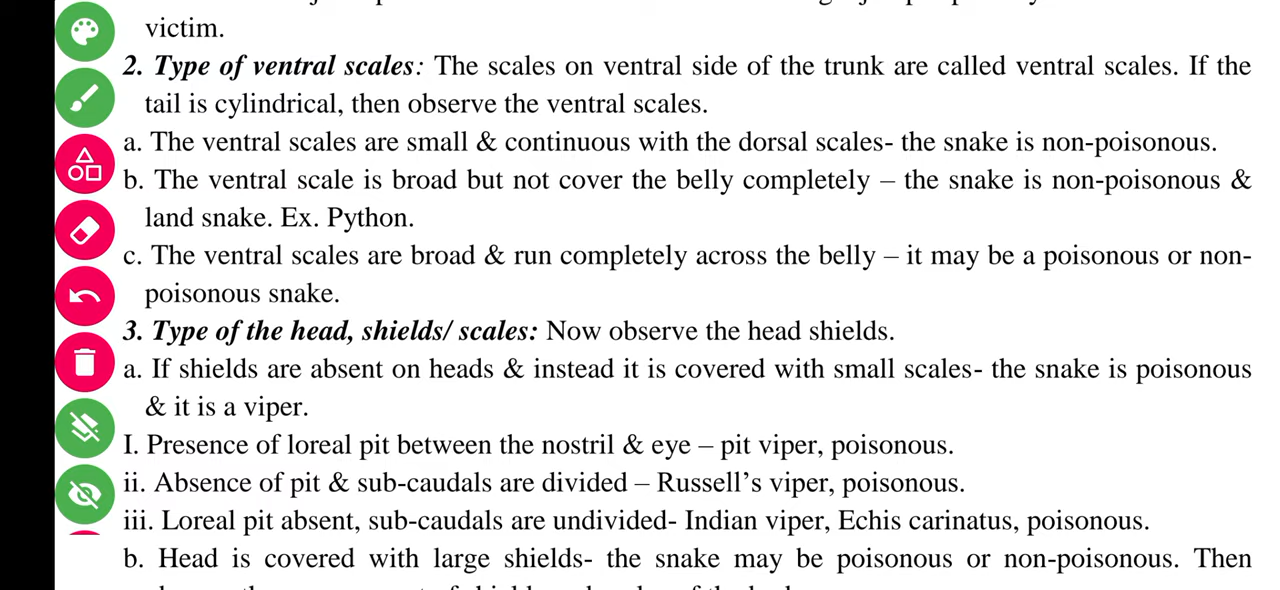 victim.
2. Type of ventral scales: The scales on ventral side of the trunk are called ventral scales. If the
tail is cylindrical, then observe the ventral scales.
a. The ventral scales are small & continuous with the dorsal scales- the snake is non-poisonous.
b. The ventral scale is broad but not cover the belly completely – the snake is non-poisonous &
land snake. Ex. Python.
c. The ventral scales are broad & run completely across the belly – it may be a poisonous or non-
poisonous snake.
3. Type of the head, shields/ scales: Now observe the head shields.
a. If shields are absent on heads & instead it is covered with small scales- the snake is poisonous
& it is a viper.
I. Presence of loreal pit between the nostril & eye – pit viper, poisonous.
ii. Absence of pit & sub-caudals are divided – Russell’s viper, poisonous.
iii. Loreal pit absent, sub-caudals are undivided- Indian viper, Echis carinatus, poisonous.
b. Head is covered with large shields- the snake may be poisonous or non-poisonous. Then